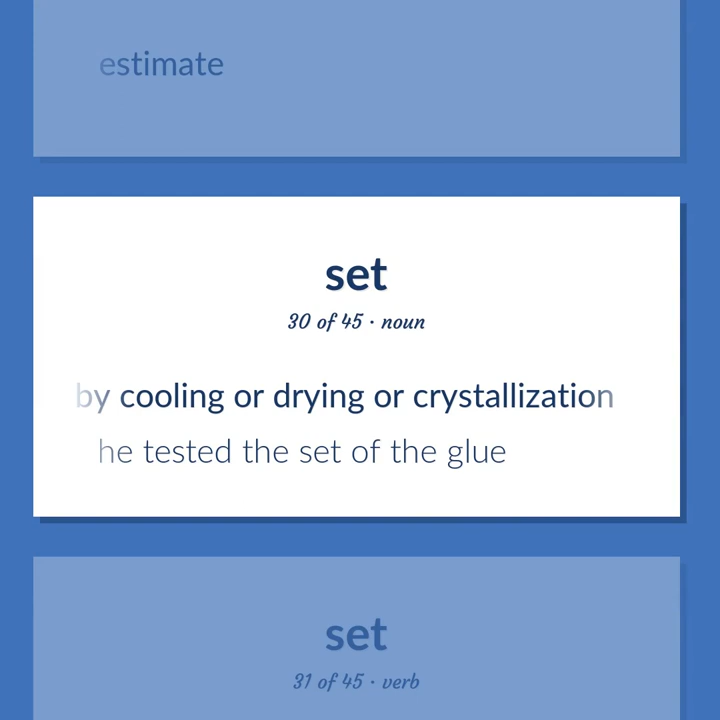 estimate
set
30 of 45 · noun
by cooling or drying or crystallization
he tested the set of the glue
set
31 of 45 · verb